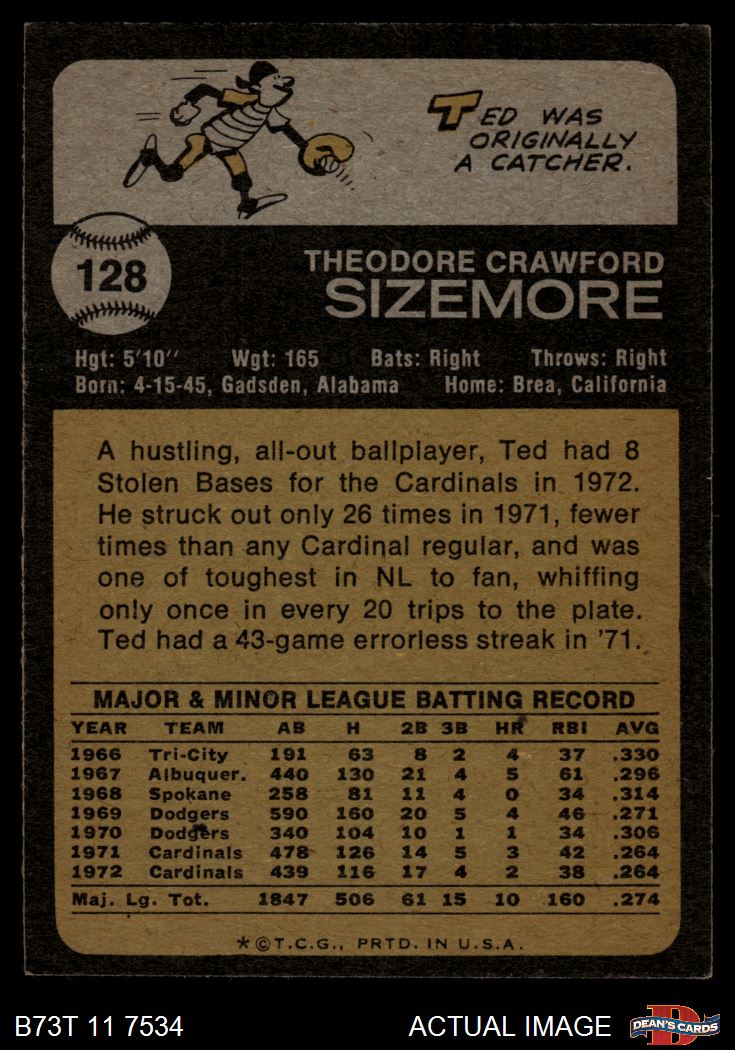 TED WAS
ORIGINALLY
A CATCHER.
128
THEODORE CRAWFORD
SIZEMORE
Hgt: 5'10" Wgt: 165 Bats: Right Throws: Right
Born: 4-15-45, Gadsden, Alabama Home: Brea, California
A hustling, all-out ballplayer, Ted had 8
Stolen Bases for the Cardinals in 1972.
He struck out only 26 times in 1971, fewer
times than any Cardinal regular, and was
one of toughest in NL to fan, whiffing
only once in every 20 trips to the plate.
Ted had a 43-game errorless streak in '71.
MAJOR & MINOR LEAGUE BATTING RECORD
YEAR TEAM AB H 2B 3B HR RBI AVG
1966 Tri-City 191 63 8 2 4 37 .330
1967 Albuquer. 440 130 21 4 5 61 .296
1968 Spokane 258 81 11 4 0 34 .314
1969 Dodgers 590 160 20 5 4 46 .271
1970 Dodgers 340 104 10 1 1 34 .306
1971 Cardinals 478 126 14 5 3 42 .264
1972 Cardinals 439 116 17 4 2 38 .264
Maj. Lg. Tot. 1847 506 61 15 10 160 .274
*©T.C.G., PRTD. IN U.S.A.
B73T 11 7534 ACTUAL IMAGE D DEAN'S CARDS